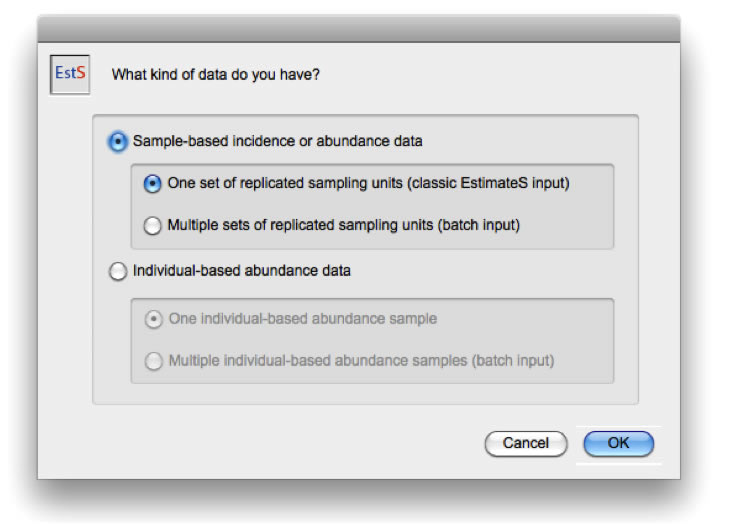 EstS
What kind of data do you have?
Sample-based incidence or abundance data
One set of replicated sampling units (classic EstimateS input)
Multiple sets of replicated sampling units (batch input)
Individual-based abundance data
One individual-based abundance sample
Multiple individual-based abundance samples (batch input)
Cancel
OK